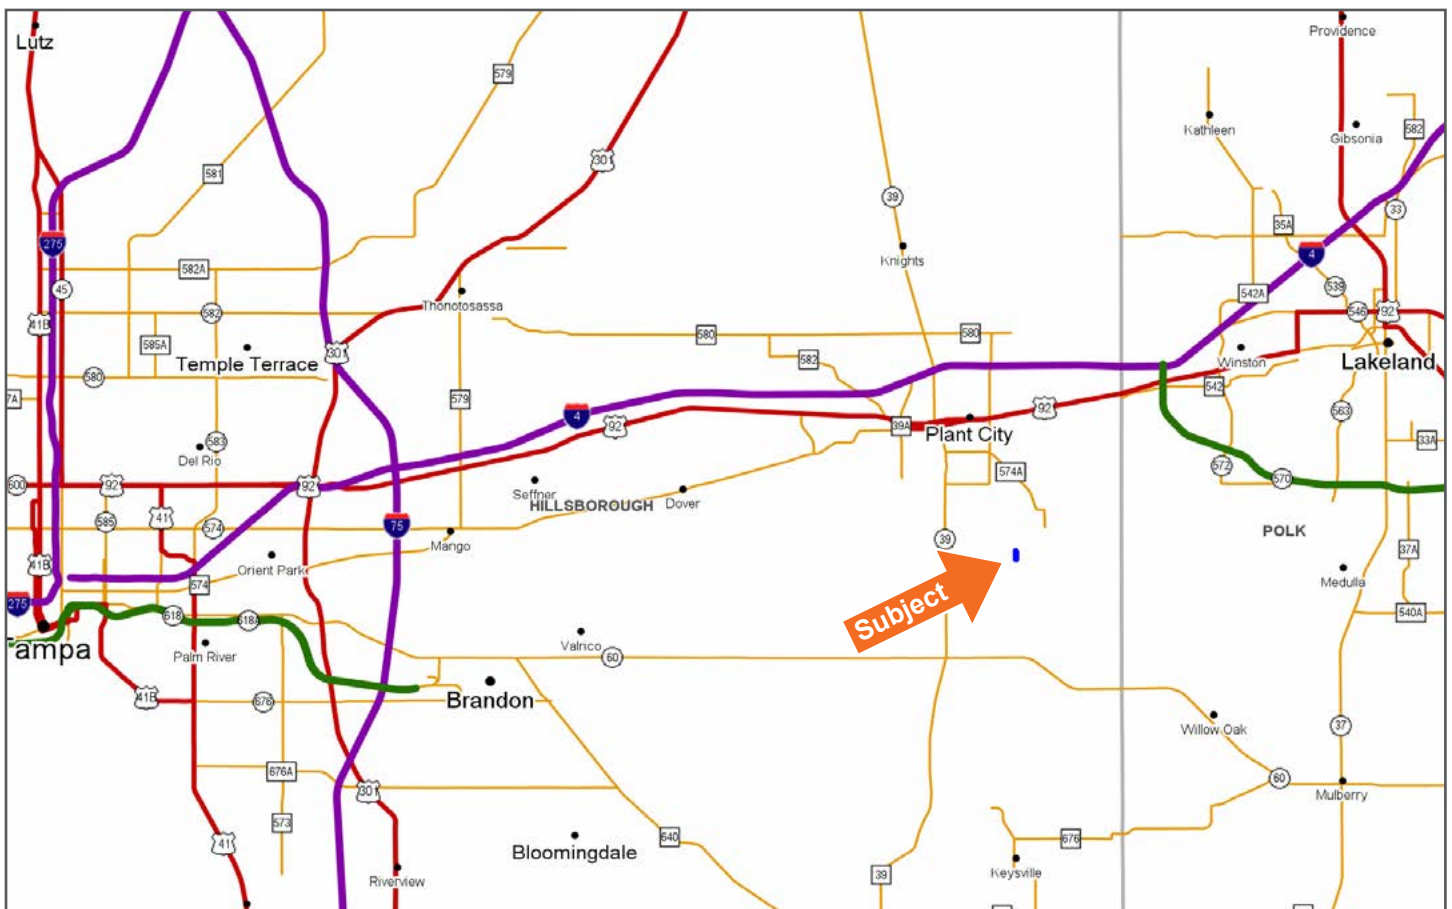 Lutz
Providence
579
582
Kathleen
Gibsonia
301
581
39
33
35A
275
4
Knights
582A
45
539
542A
Thonotosassa
582
546
92
41B
580
580
585A
301
582
Winston
Temple Terrace
Lakeland
580
542
7A
579
4
92
563
39A
92
Plant City
33A
583
Del Rio
572
574A
570
600
92
92
Seffner
HILLSBOROUGH
Dover
41
574
75
POLK
39
Mango
37A
41B
Orient Park
Medulla
574
275
Subject
540A
618
618A
ampa
Palm River
Valrico
60
41B
676
Brandon
Willow Oak
37
676A
60
301
Mulberry
573
41
640
676
Bloomingdale
39
Keysville
Riverview